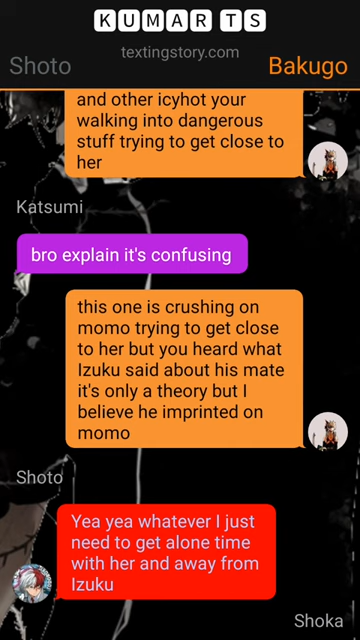 KUMAR TS
textingstory.com
Shoto
Bakugo
and other icyhot your
walking into dangerous
stuff trying to get close to
her
Katsumi
bro explain it's confusing
this one is crushing on
momo trying to get close
to her but you heard what
Izuku said about his mate
it's only a theory but I
believe he imprinted on
momo
Shoto
Yea yea whatever I just
need to get alone time
with her and away from
Izuku
Shoka